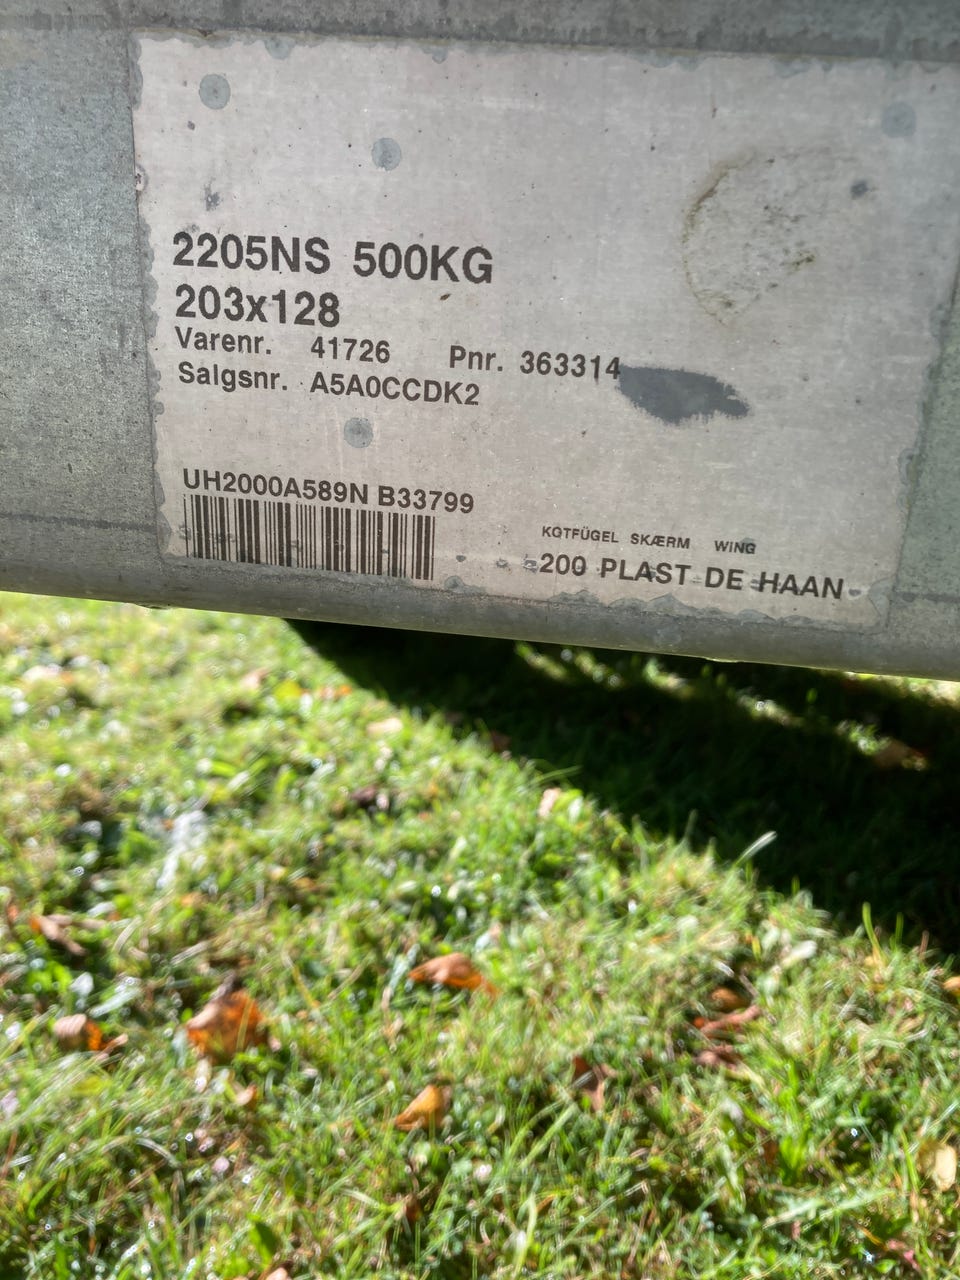 2205NS 500KG
203x128
Varenr. 41726 Pnr. 363314
Salgsnr. A5A0CCDK2
UH2000A589N B33799
KOTFÜGEL SKÆRM WING
200 PLAST DE HAAN